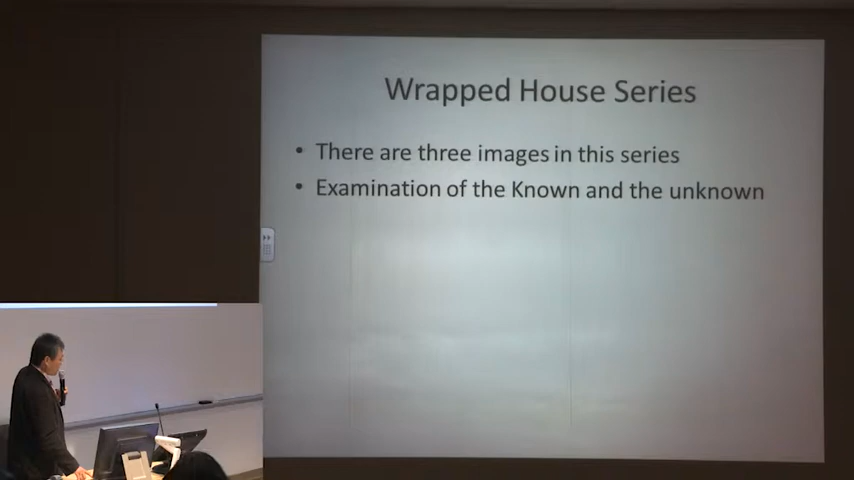 Wrapped House Series
• There are three images in this series
• Examination of the Known and the unknown